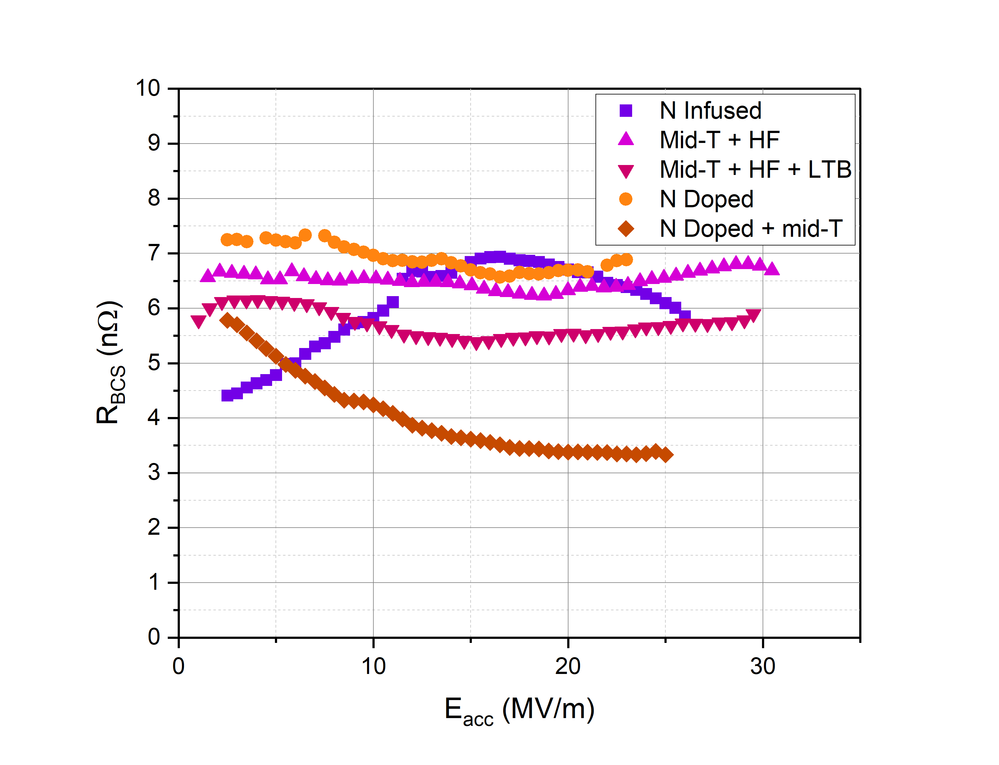 10
9
8
7
6
5
4
3
2
1
0
R_BCS (nΩ)
N Infused
Mid-T + HF
Mid-T + HF + LTB
N Doped
N Doped + mid-T
0 10 20 30
E_acc (MV/m)